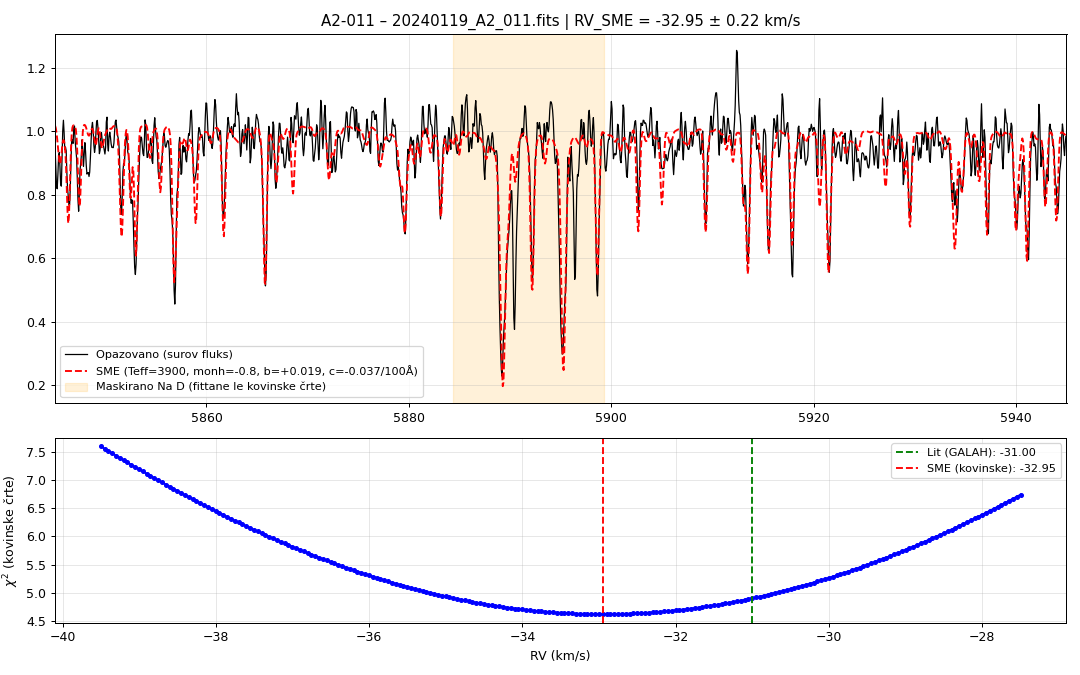 A2-011 – 20240119_A2_011.fits | RV_SME = -32.95 ± 0.22 km/s
1.2
1.0
0.8
0.6
0.4
0.2
Opazovano (surov fluks)
SME (Teff=3900, monh=-0.8, b=+0.019, c=-0.037/100Å)
Maskirano Na D (fittane le kovinske črte)
5860 5880 5900 5920 5940
χ² (kovinske črte)
7.5
7.0
6.5
6.0
5.5
5.0
4.5
Lit (GALAH): -31.00
SME (kovinske): -32.95
−40 −38 −36 −34 −32 −30 −28
RV (km/s)